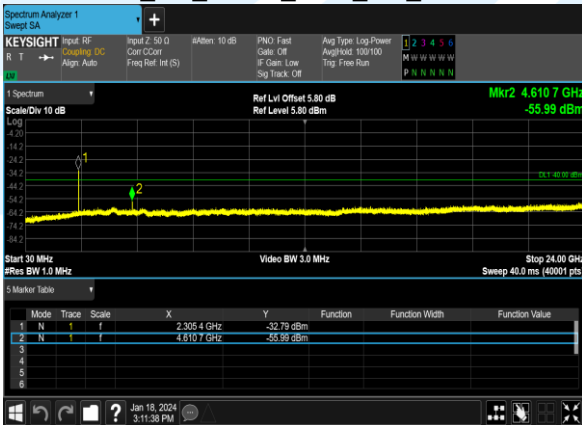 Spectrum Analyzer 1
Swept SA
+
KEYSIGHT Input: RF Input Z: 50 Ω #Atten: 10 dB PNO: Fast Avg Type: Log-Power 1 2 3 4 5 6
R T Coupling: DC Corr CCorr Gate: Off Avg|Hold: 100/100 M W W W W W
Align: Auto Freq Ref: Int (S) IF Gain: Low Trig: Free Run
LU Sig Track: Off P N N N N N
1 Spectrum Mkr2 4.610 7 GHz
Ref Lvl Offset 5.80 dB
Scale/Div 10 dB Ref Level 5.80 dBm -55.99 dBm
Log
-4.20
-14.2
-24.2
1
-34.2
DL1 -40.00 dBm
-44.2
2
-54.2
-64.2
-74.2
-84.2
Start 30 MHz Video BW 3.0 MHz Stop 24.00 GHz
#Res BW 1.0 MHz Sweep 40.0 ms (40001 pts
5 Marker Table
Mode Trace Scale X Y Function Function Width Function Value
1 N 1 f 2.305 4 GHz -32.79 dBm
2 N 1 f 4.610 7 GHz -55.99 dBm
3
4
5
6
? Jan 18, 2024
3:11:38 PM